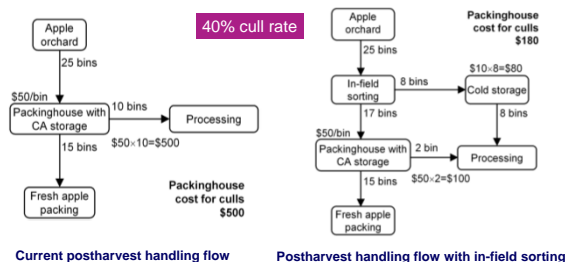 40% cull rate
Apple
orchard
25 bins
$50/bin
Packinghouse with
CA storage
10 bins
$50×10=$500
Processing
15 bins
Fresh apple
packing
Packinghouse
cost for culls
$500
Current postharvest handling flow
Apple
orchard
Packinghouse
cost for culls
$180
25 bins
In-field
sorting
8 bins
$10×8=$80
Cold storage
17 bins
8 bins
$50/bin
Packinghouse with
CA storage
2 bin
$50×2=$100
Processing
15 bins
Fresh apple
packing
Postharvest handling flow with in-field sorting